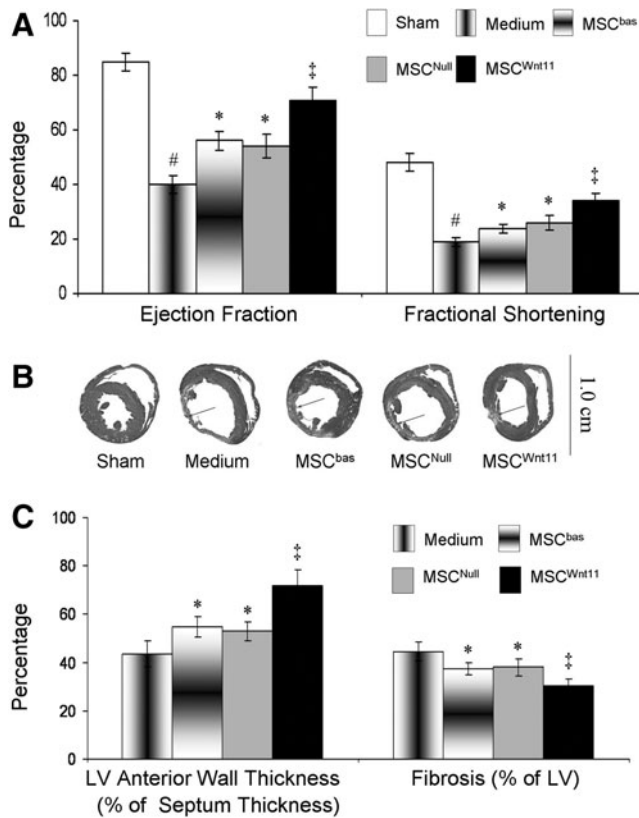 A
100
80
60
40
20
0
Percentage
Sham
Medium
MSCbas
MSCNull
MSCWnt11
#
*
*
‡
#
*
*
‡
Ejection Fraction
Fractional Shortening
B
Sham
Medium
MSCbas
MSCNull
MSCWnt11
1.0 cm
C
100
80
60
40
20
0
Percentage
Medium
MSCbas
MSCNull
MSCWnt11
*
*
‡
*
*
‡
LV Anterior Wall Thickness
(% of Septum Thickness)
Fibrosis (% of LV)